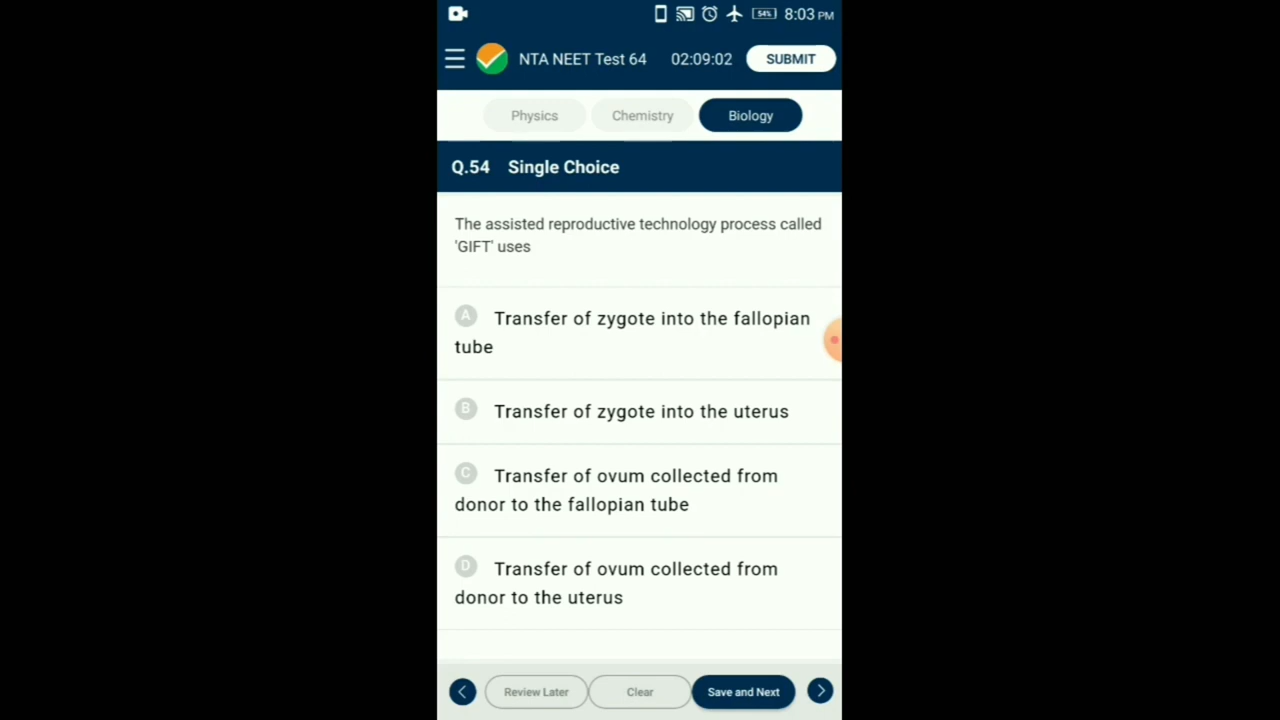 54% 8:03 PM
NTA NEET Test 64 02:09:02 SUBMIT
Physics Chemistry Biology
Q.54 Single Choice
The assisted reproductive technology process called
'GIFT' uses
A Transfer of zygote into the fallopian
tube
B Transfer of zygote into the uterus
C Transfer of ovum collected from
donor to the fallopian tube
D Transfer of ovum collected from
donor to the uterus
Review Later Clear Save and Next